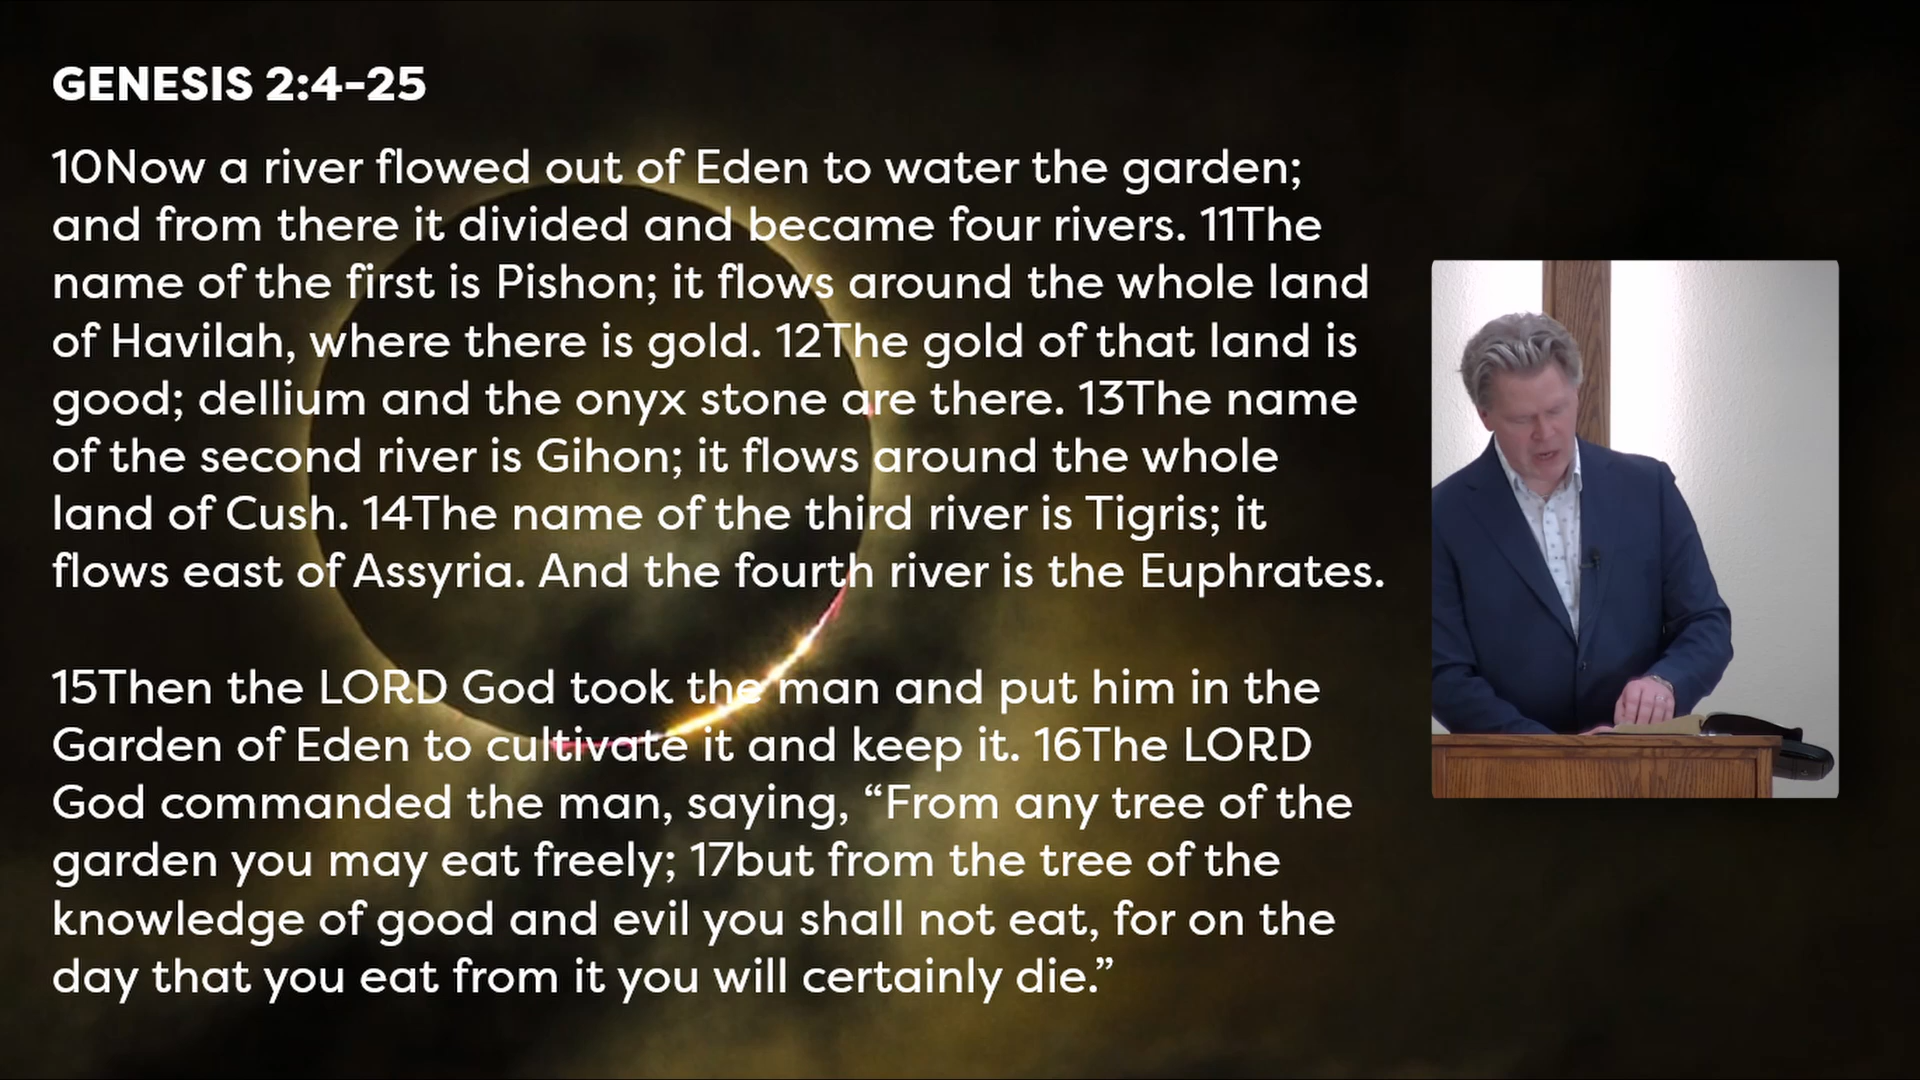 GENESIS 2:4-25
10Now a river flowed out of Eden to water the garden;
and from there it divided and became four rivers. 11The
name of the first is Pishon; it flows around the whole land
of Havilah, where there is gold. 12The gold of that land is
good; dellium and the onyx stone are there. 13The name
of the second river is Gihon; it flows around the whole
land of Cush. 14The name of the third river is Tigris; it
flows east of Assyria. And the fourth river is the Euphrates.
15Then the LORD God took the man and put him in the
Garden of Eden to cultivate it and keep it. 16The LORD
God commanded the man, saying, “From any tree of the
garden you may eat freely; 17but from the tree of the
knowledge of good and evil you shall not eat, for on the
day that you eat from it you will certainly die.”